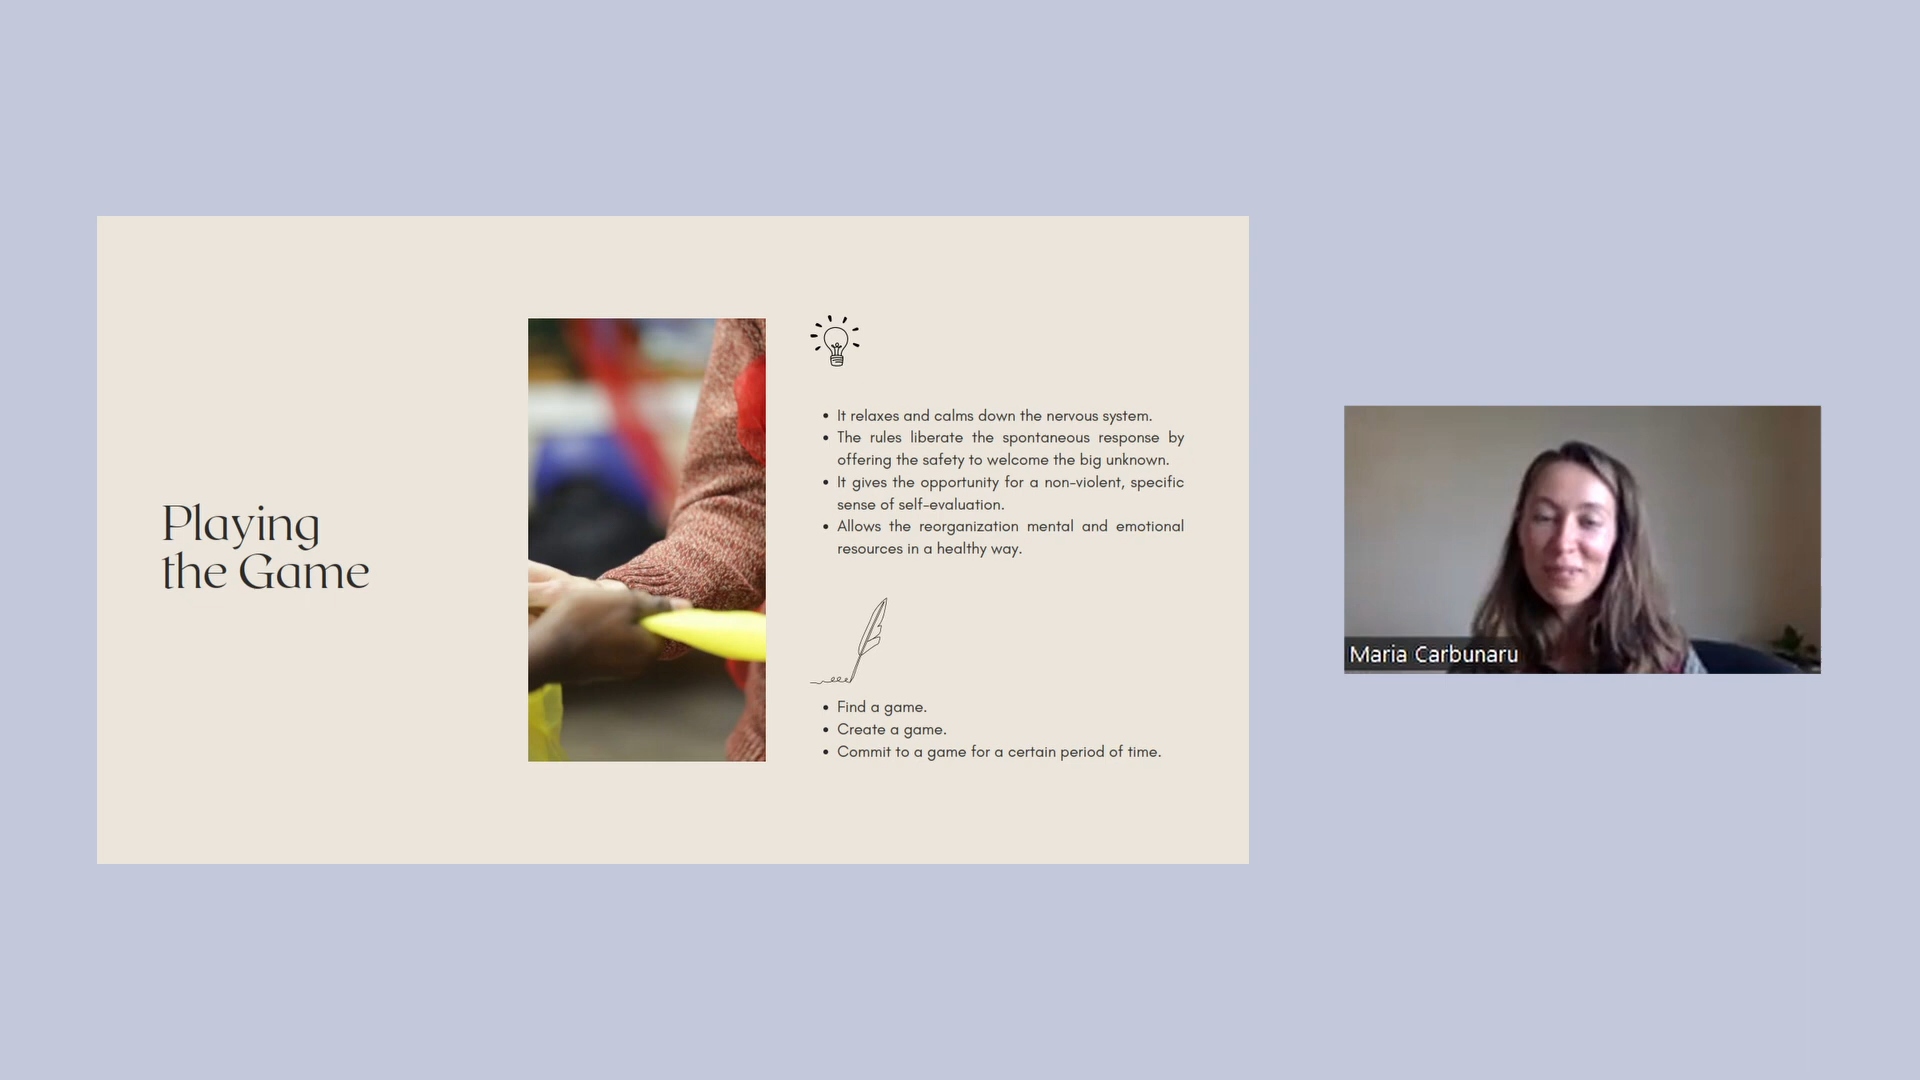 Playing
the Game
• It relaxes and calms down the nervous system.
• The rules liberate the spontaneous response by
offering the safety to welcome the big unknown.
• It gives the opportunity for a non-violent, specific
sense of self-evaluation.
• Allows the reorganization mental and emotional
resources in a healthy way.
• Find a game.
• Create a game.
• Commit to a game for a certain period of time.
Maria Carbunaru